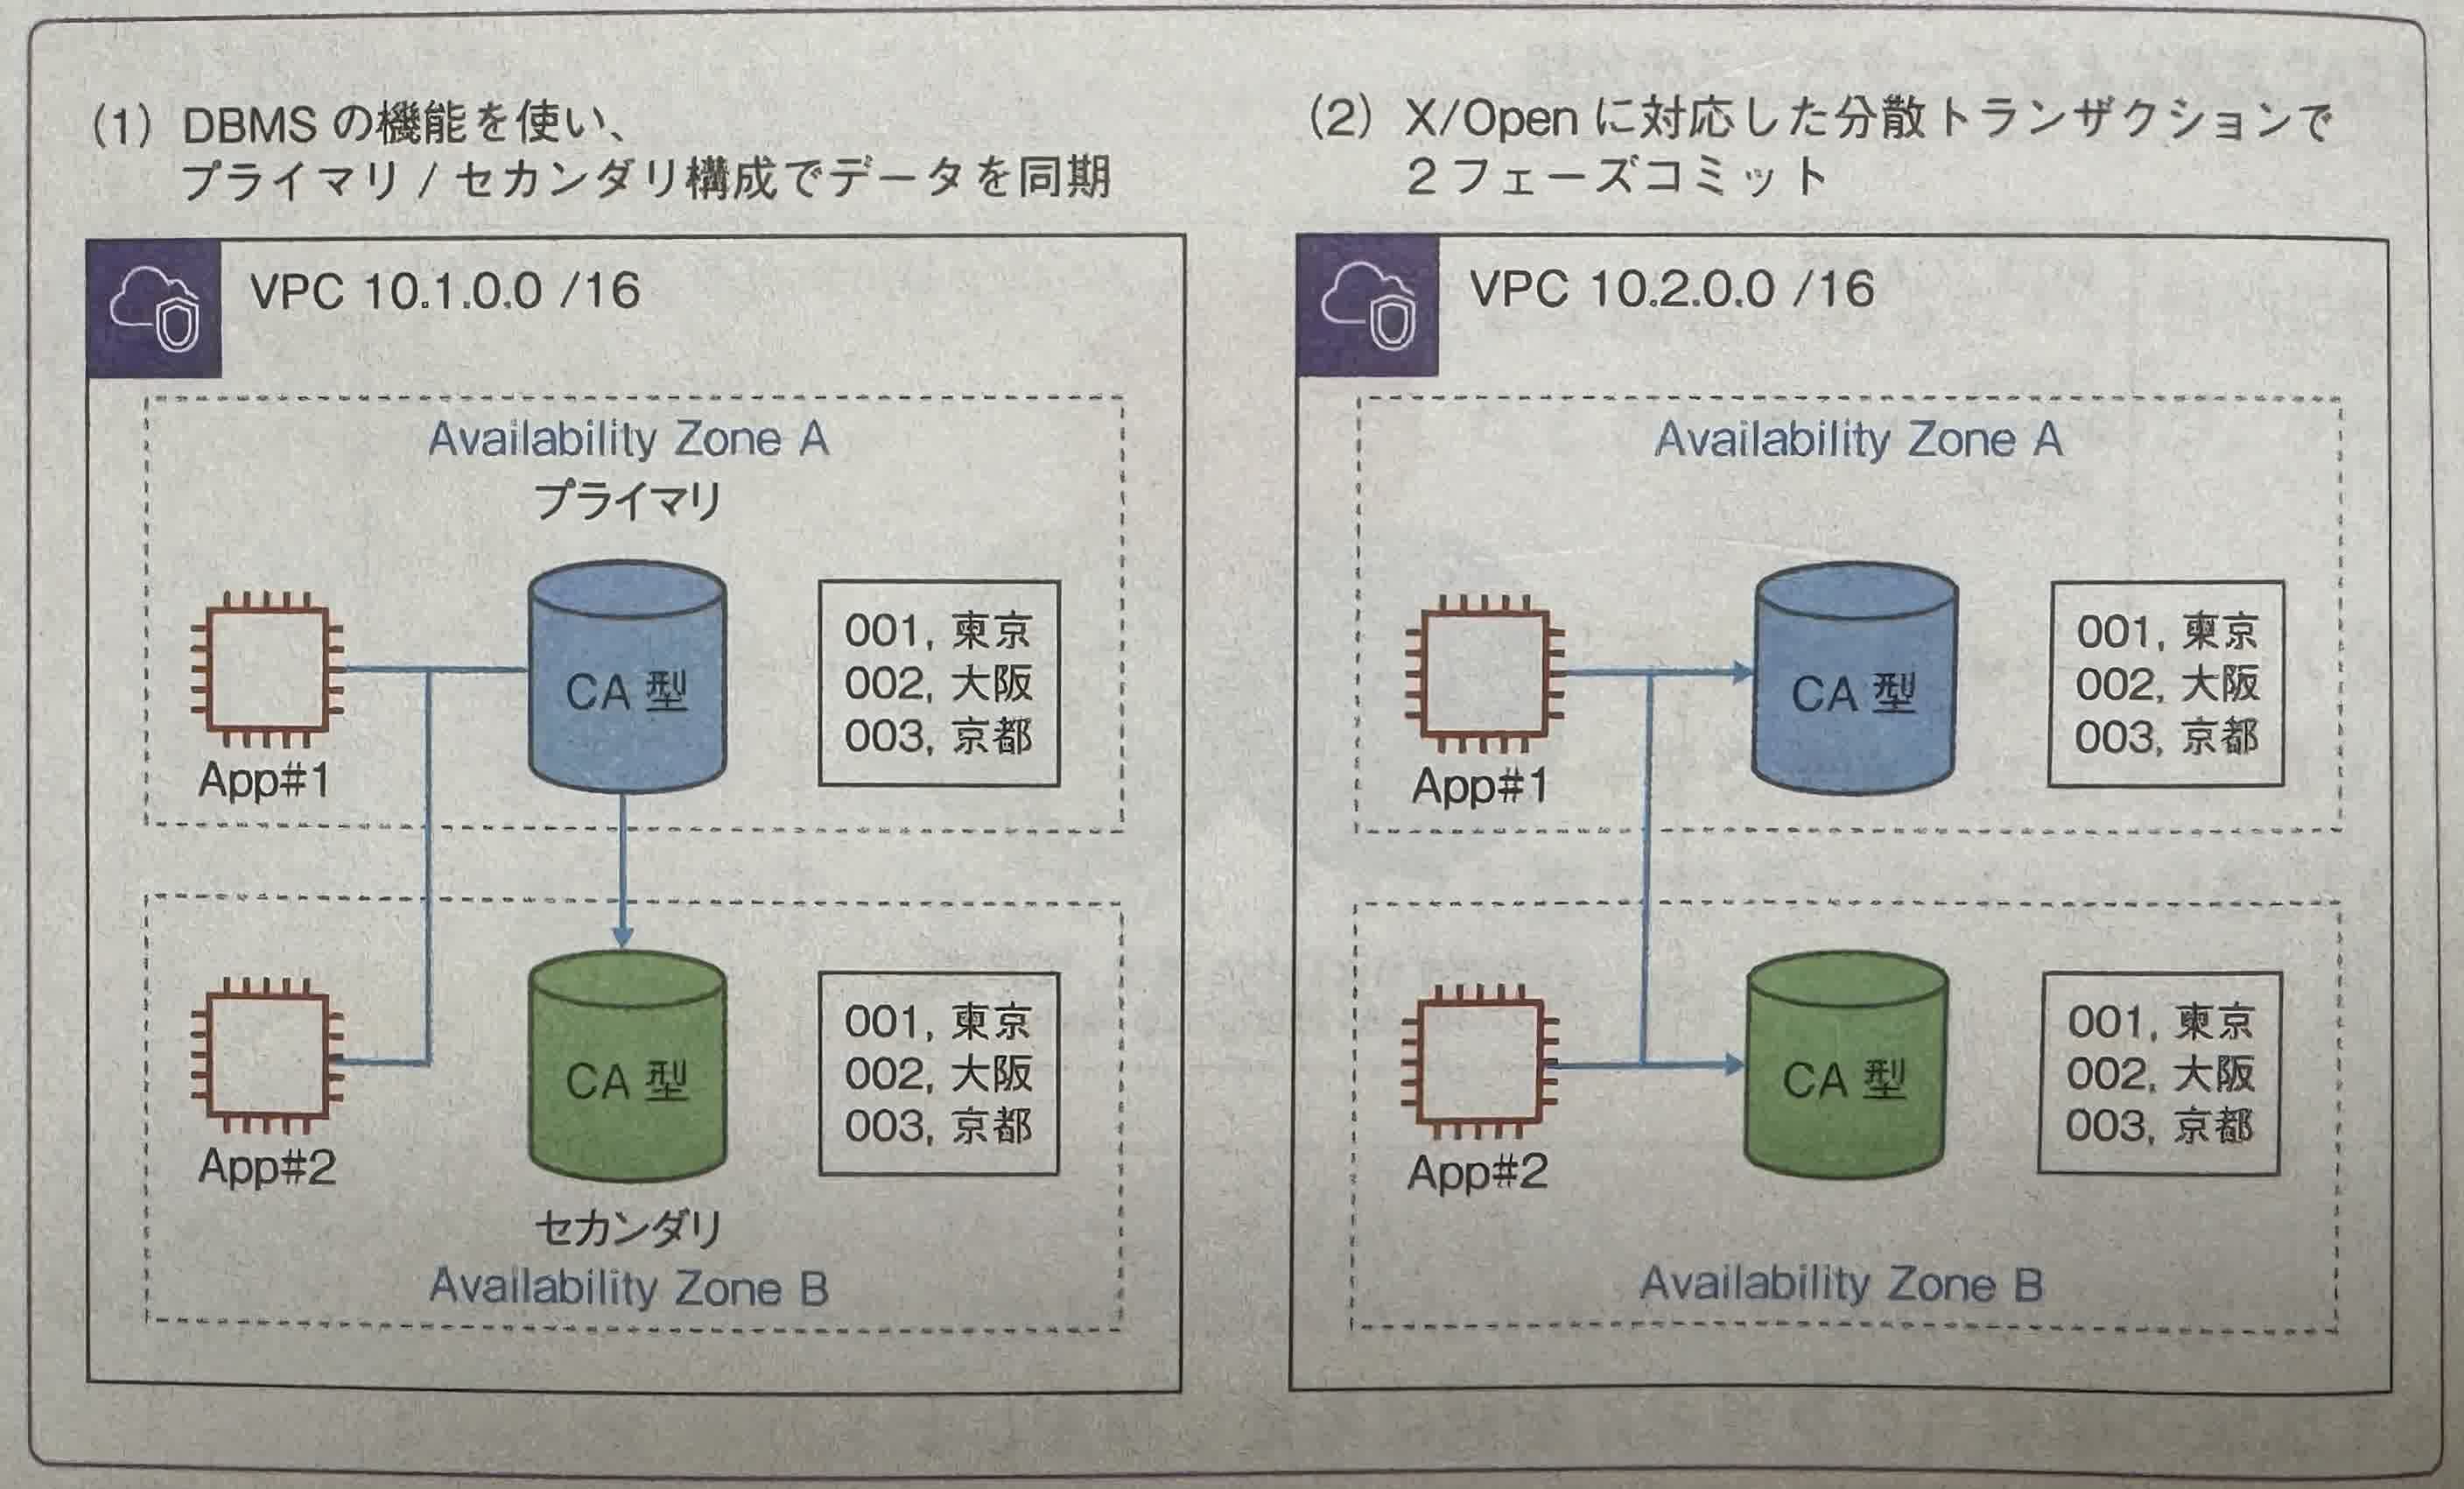 (1) DBMS の機能を使い、
プライマリ / セカンダリ構成でデータを同期
VPC 10.1.0.0 /16
Availability Zone A
プライマリ
CA 型
001, 東京
002, 大阪
003, 京都
App#1
CA 型
001, 東京
002, 大阪
003, 京都
App#2
セカンダリ
Availability Zone B
(2) X/Open に対応した分散トランザクションで
2 フェーズコミット
VPC 10.2.0.0 /16
Availability Zone A
CA 型
001, 東京
002, 大阪
003, 京都
App#1
CA 型
001, 東京
002, 大阪
003, 京都
App#2
Availability Zone B